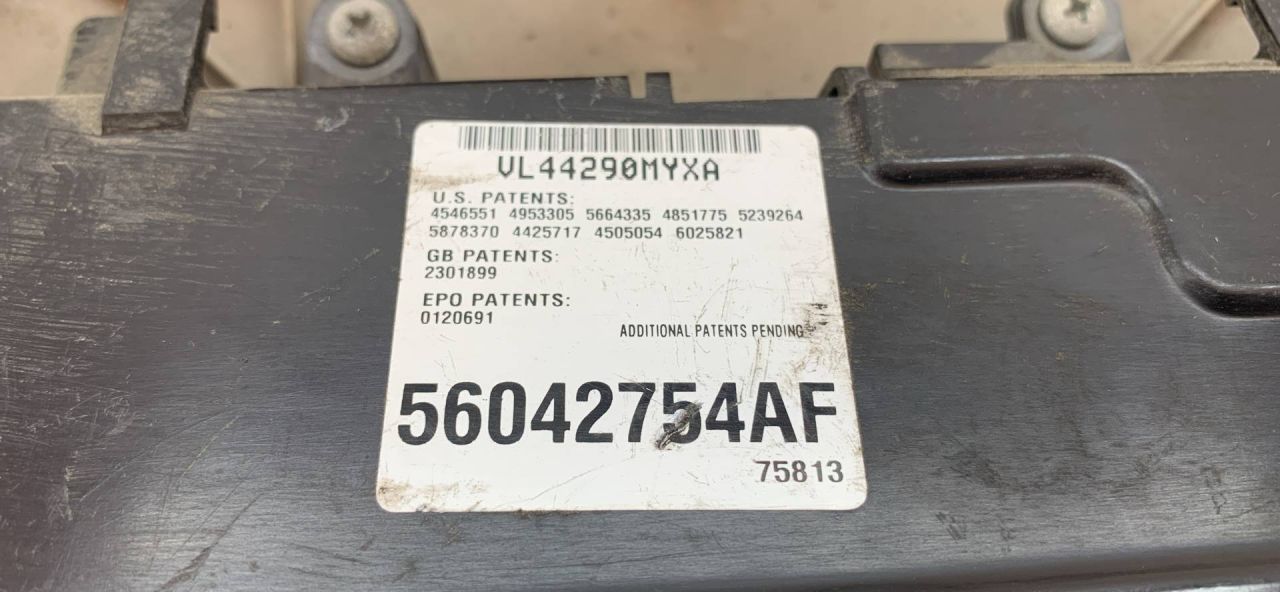 VL44290MYXA
U.S. PATENTS:
4546551 4953305 5664335 4851775 5239264
5878370 4425717 4505054 6025821
GB PATENTS:
2301899
EPO PATENTS:
0120691
ADDITIONAL PATENTS PENDING
56042754AF
75813